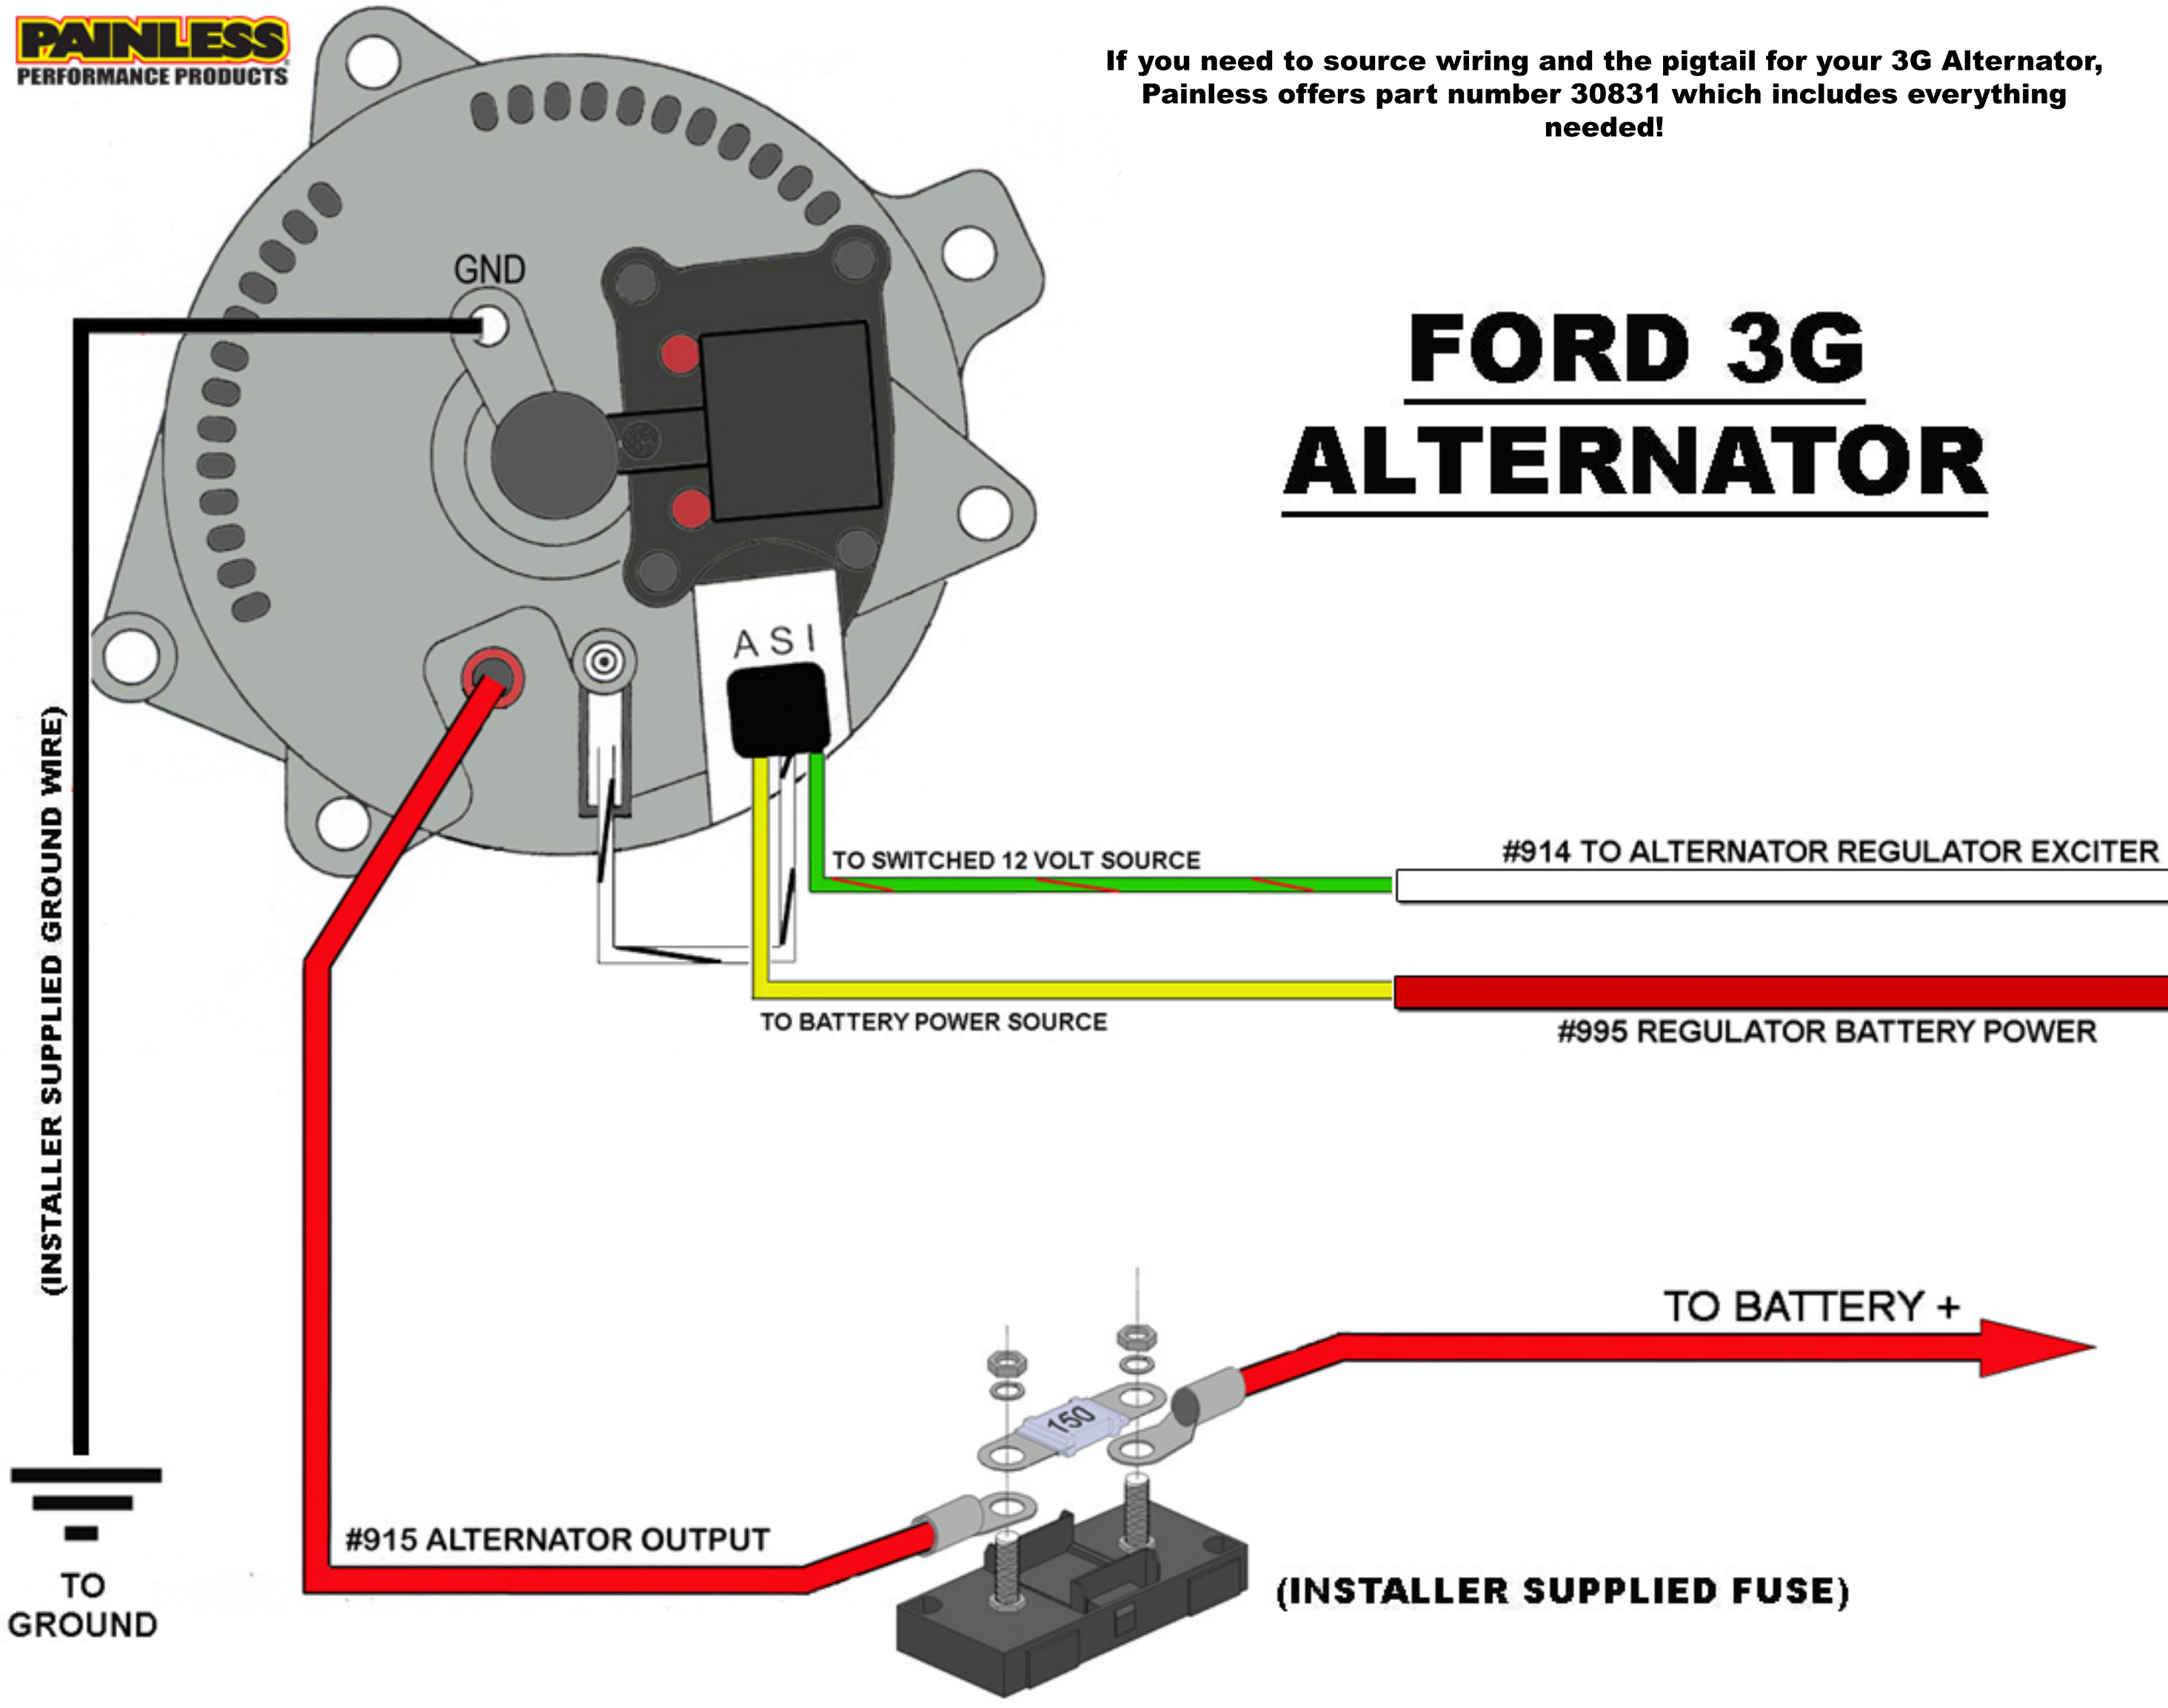 PAINLESS
PERFORMANCE PRODUCTS
If you need to source wiring and the pigtail for your 3G Alternator,
Painless offers part number 30831 which includes everything
needed!
GND
FORD 3G
ALTERNATOR
A S I
TO SWITCHED 12 VOLT SOURCE
#914 TO ALTERNATOR REGULATOR EXCITER
TO BATTERY POWER SOURCE
#995 REGULATOR BATTERY POWER
(INSTALLER SUPPLIED GROUND WIRE)
TO BATTERY +
150
#915 ALTERNATOR OUTPUT
(INSTALLER SUPPLIED FUSE)
TO
GROUND